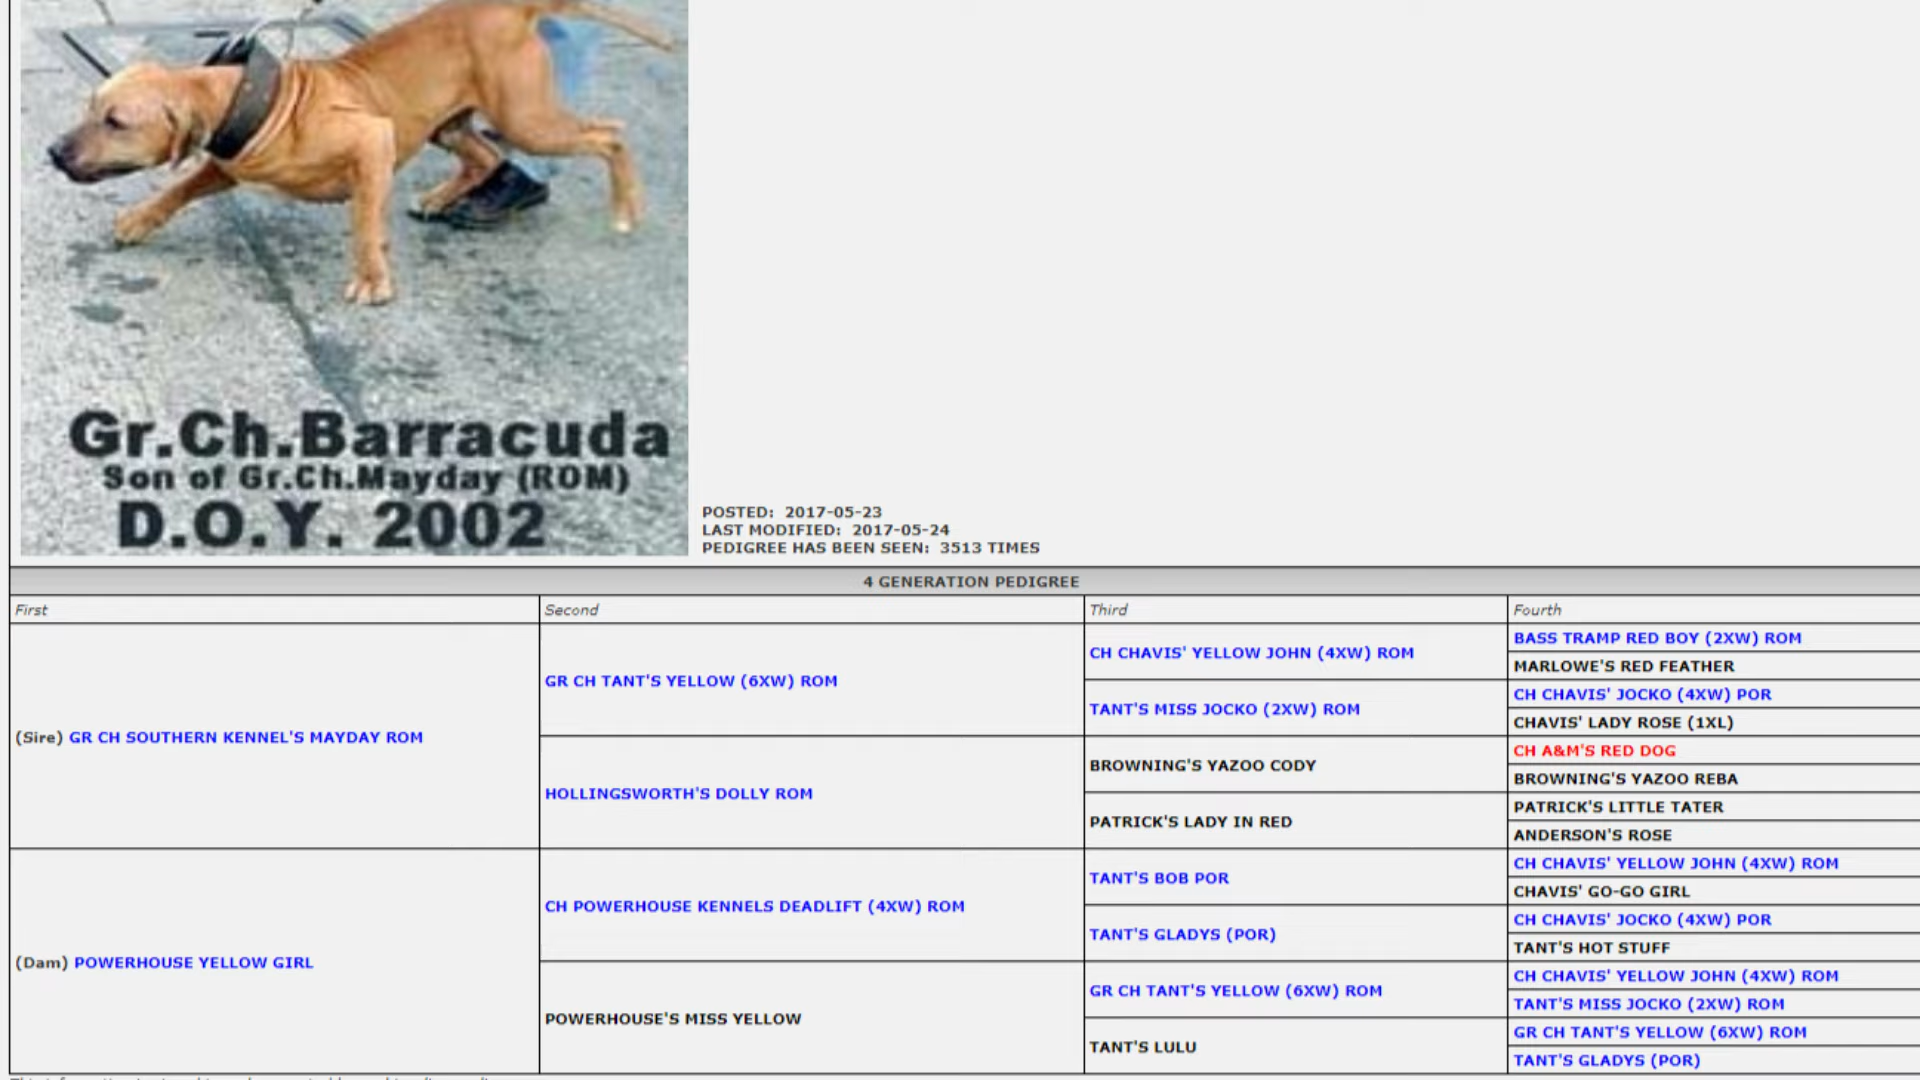 Gr.Ch.Barracuda
Son of Gr.Ch.Mayday (ROM)
D.O.Y. 2002
POSTED: 2017-05-23
LAST MODIFIED: 2017-05-24
PEDIGREE HAS BEEN SEEN: 3513 TIMES
4 GENERATION PEDIGREE
First
Second
Third
Fourth
(Sire) GR CH SOUTHERN KENNEL'S MAYDAY ROM
GR CH TANT'S YELLOW (6XW) ROM
CH CHAVIS' YELLOW JOHN (4XW) ROM
BASS TRAMP RED BOY (2XW) ROM
MARLOWE'S RED FEATHER
TANT'S MISS JOCKO (2XW) ROM
CH CHAVIS' JOCKO (4XW) POR
CHAVIS' LADY ROSE (1XL)
HOLLINGSWORTH'S DOLLY ROM
BROWNING'S YAZOO CODY
CH A&M'S RED DOG
BROWNING'S YAZOO REBA
PATRICK'S LADY IN RED
PATRICK'S LITTLE TATER
ANDERSON'S ROSE
(Dam) POWERHOUSE YELLOW GIRL
CH POWERHOUSE KENNELS DEADLIFT (4XW) ROM
TANT'S BOB POR
CH CHAVIS' YELLOW JOHN (4XW) ROM
CHAVIS' GO-GO GIRL
TANT'S GLADYS (POR)
CH CHAVIS' JOCKO (4XW) POR
TANT'S HOT STUFF
POWERHOUSE'S MISS YELLOW
GR CH TANT'S YELLOW (6XW) ROM
CH CHAVIS' YELLOW JOHN (4XW) ROM
TANT'S MISS JOCKO (2XW) ROM
TANT'S LULU
GR CH TANT'S YELLOW (6XW) ROM
TANT'S GLADYS (POR)